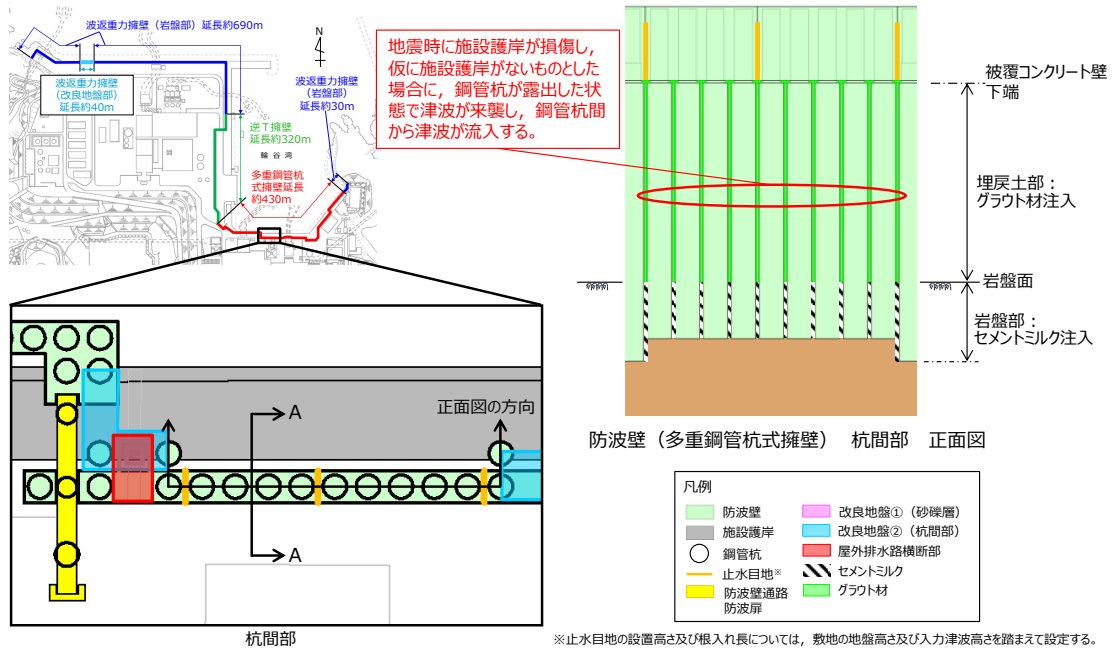 波返重力擁壁（岩盤部）延長約690m
波返重力擁壁
（改良地盤部）
延長約40m
N
波返重力擁壁
（岩盤部）
延長約30m
逆T擁壁
延長約320m
輪谷湾
多重鋼管杭
式擁壁延長
約430m
地震時に施設護岸が損傷し，
仮に施設護岸がないものとした
場合に，鋼管杭が露出した状
態で津波が来襲し，鋼管杭間
から津波が流入する。
被覆コンクリート壁
下端
埋戻土部：
グラウト材注入
岩盤面
岩盤部：
セメントミルク注入
防波壁（多重鋼管杭式擁壁） 杭間部 正面図
A
正面図の方向
A
杭間部
凡例
防波壁
施設護岸
鋼管杭
止水目地※
防波壁通路
防波扉
改良地盤①（砂礫層）
改良地盤②（杭間部）
屋外排水路横断部
セメントミルク
グラウト材
※止水目地の設置高さ及び根入れ長については，敷地の地盤高さ及び入力津波高さを踏まえて設定する。